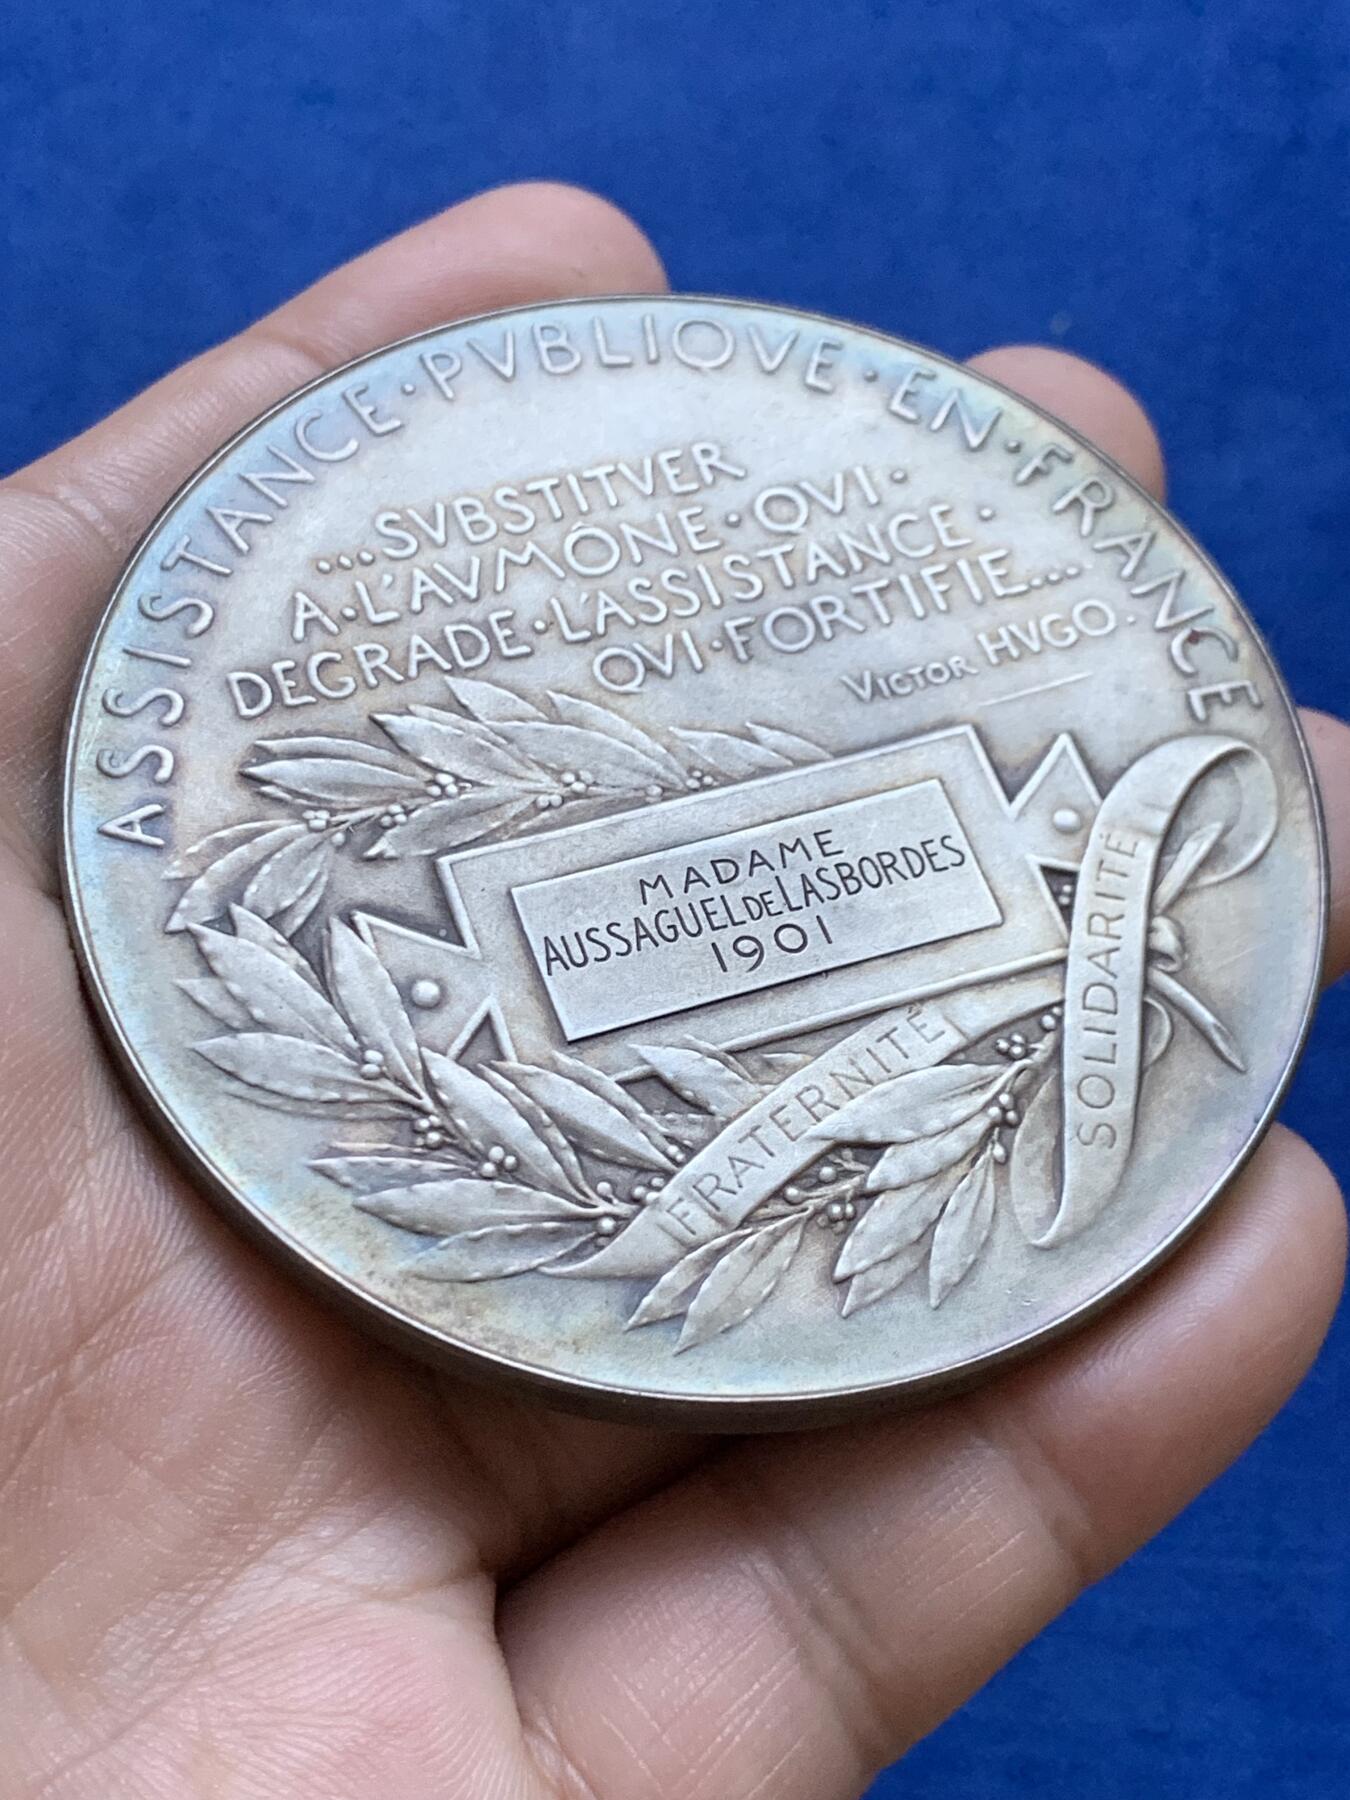 ASSISTANCE·PVBLIQVE·EN·FRANCE
...SVBSTITVER
A·L'AVMÔNE·QVI·
DEGRADE·L'ASSISTANCE·
QVI·FORTIFIE....
VICTOR HVGO.
MADAME
AUSSAGUEL DE LASBORDES
1901
FRATERNITÉ
SOLIDARITÉ